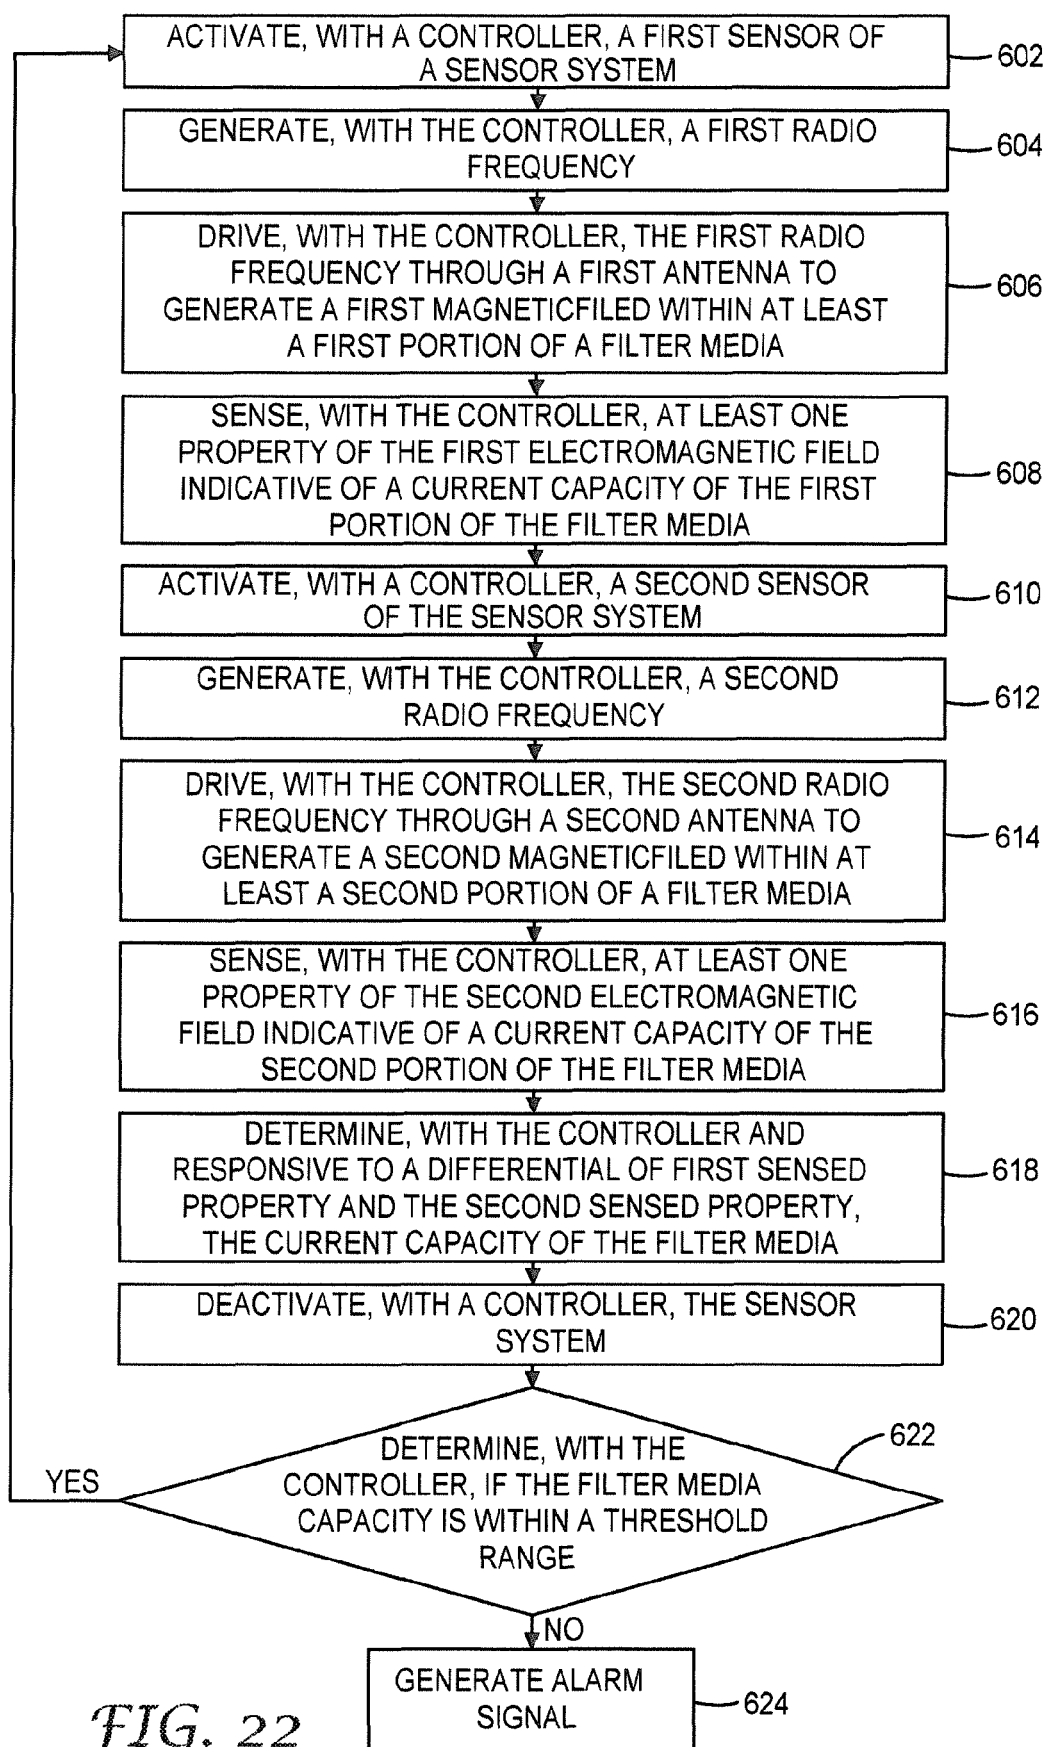 ACTIVATE, WITH A CONTROLLER, A FIRST SENSOR OF
A SENSOR SYSTEM
602
GENERATE, WITH THE CONTROLLER, A FIRST RADIO
FREQUENCY
604
DRIVE, WITH THE CONTROLLER, THE FIRST RADIO
FREQUENCY THROUGH A FIRST ANTENNA TO
GENERATE A FIRST MAGNETICFILED WITHIN AT LEAST
A FIRST PORTION OF A FILTER MEDIA
606
SENSE, WITH THE CONTROLLER, AT LEAST ONE
PROPERTY OF THE FIRST ELECTROMAGNETIC FIELD
INDICATIVE OF A CURRENT CAPACITY OF THE FIRST
PORTION OF THE FILTER MEDIA
608
ACTIVATE, WITH A CONTROLLER, A SECOND SENSOR
OF THE SENSOR SYSTEM
610
GENERATE, WITH THE CONTROLLER, A SECOND
RADIO FREQUENCY
612
DRIVE, WITH THE CONTROLLER, THE SECOND RADIO
FREQUENCY THROUGH A SECOND ANTENNA TO
GENERATE A SECOND MAGNETICFILED WITHIN AT
LEAST A SECOND PORTION OF A FILTER MEDIA
614
SENSE, WITH THE CONTROLLER, AT LEAST ONE
PROPERTY OF THE SECOND ELECTROMAGNETIC
FIELD INDICATIVE OF A CURRENT CAPACITY OF THE
SECOND PORTION OF THE FILTER MEDIA
616
DETERMINE, WITH THE CONTROLLER AND
RESPONSIVE TO A DIFFERENTIAL OF FIRST SENSED
PROPERTY AND THE SECOND SENSED PROPERTY,
THE CURRENT CAPACITY OF THE FILTER MEDIA
618
DEACTIVATE, WITH A CONTROLLER, THE SENSOR
SYSTEM
620
DETERMINE, WITH THE
CONTROLLER, IF THE FILTER MEDIA
CAPACITY IS WITHIN A THRESHOLD
RANGE
622
YES
NO
GENERATE ALARM
SIGNAL
624
FIG. 22